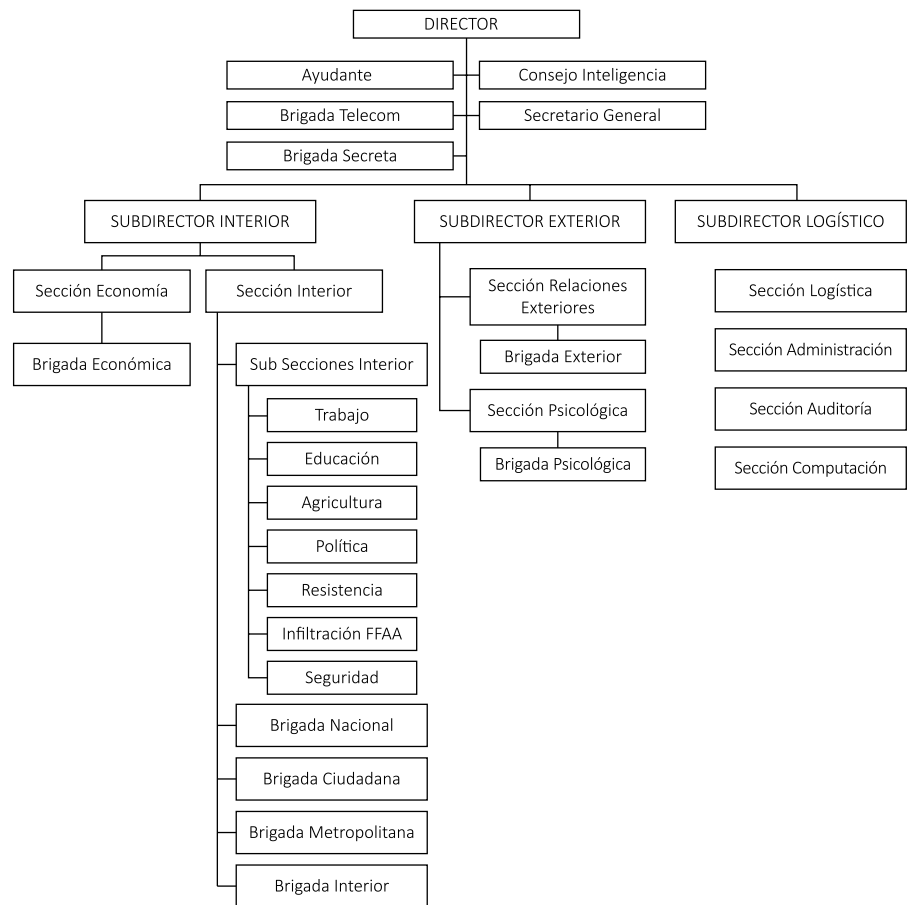 DIRECTOR
Ayudante
Consejo Inteligencia
Brigada Telecom
Secretario General
Brigada Secreta
SUBDIRECTOR INTERIOR
SUBDIRECTOR EXTERIOR
SUBDIRECTOR LOGÍSTICO
Sección Economía
Sección Interior
Brigada Económica
Sub Secciones Interior
Trabajo
Educación
Agricultura
Política
Resistencia
Infiltración FFAA
Seguridad
Brigada Nacional
Brigada Ciudadana
Brigada Metropolitana
Brigada Interior
Sección Relaciones
Exteriores
Brigada Exterior
Sección Psicológica
Brigada Psicológica
Sección Logística
Sección Administración
Sección Auditoría
Sección Computación